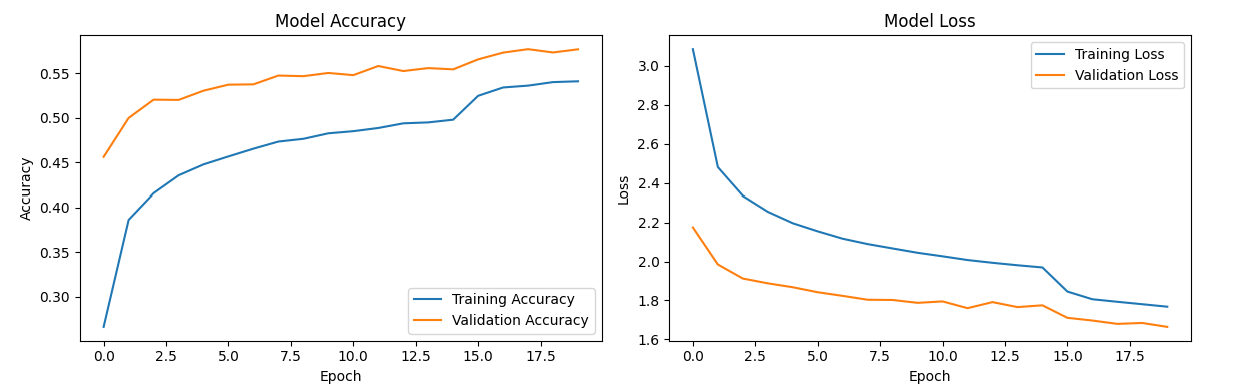 Model Accuracy
Accuracy
0.55
0.50
0.45
0.40
0.35
0.30
Training Accuracy
Validation Accuracy
0.0 2.5 5.0 7.5 10.0 12.5 15.0 17.5
Epoch
Model Loss
Loss
3.0
2.8
2.6
2.4
2.2
2.0
1.8
1.6
Training Loss
Validation Loss
0.0 2.5 5.0 7.5 10.0 12.5 15.0 17.5
Epoch